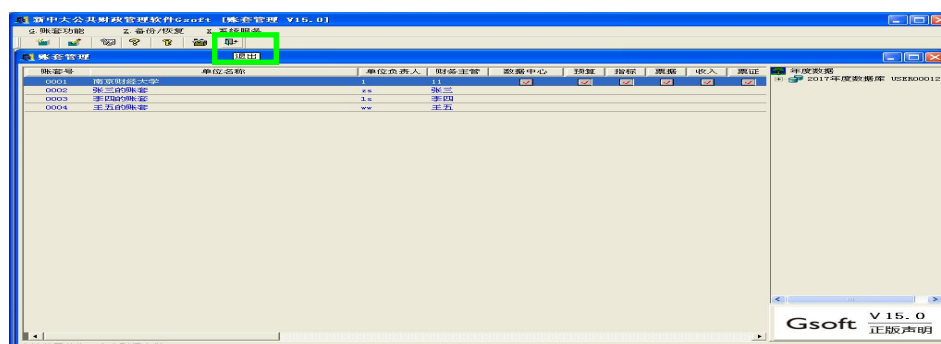 新中大公共财政管理软件Gsoft [账套管理 V15.0]
G.账套功能 Z.备份/恢复 X.系统服务
退出
账套管理
账套号 单位名称 单位负责人 财务主管 数据中心 预算 指标 票据 收入 票证
0001 南京财经大学 1 11
0002 张三的账套 zs 张三
0003 李四的账套 ls 李四
0004 王五的账套 ww 王五
年度数据
2017年度数据库 USER00012
Gsoft V 15.0
正版声明